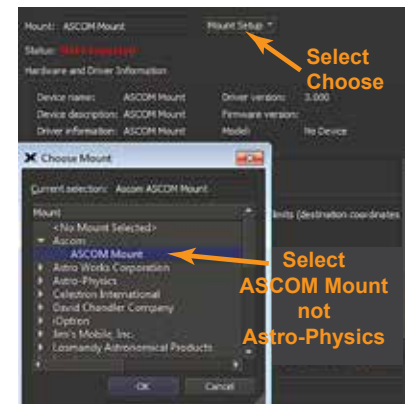 Mount: ASCOM Mount Mount Setup
Status: Not Connected
Select
Choose
Hardware and Driver Information
Device name: ASCOM Mount Driver version: 3.000
Device description: ASCOM Mount Firmware version:
Driver information: ASCOM Mount Model: No Device
Choose Mount
Current selection: Ascom ASCOM Mount
Mount
limits (destination coordinates
<No Mount Selected>
Ascom
ASCOM Mount
Astro Works Corporation
Astro-Physics
Celestron International
David Chandler Company
iOptron
Jim's Mobile, Inc.
Losmandy Astronomical Products
Select
ASCOM Mount
not
Astro-Physics
OK Cancel